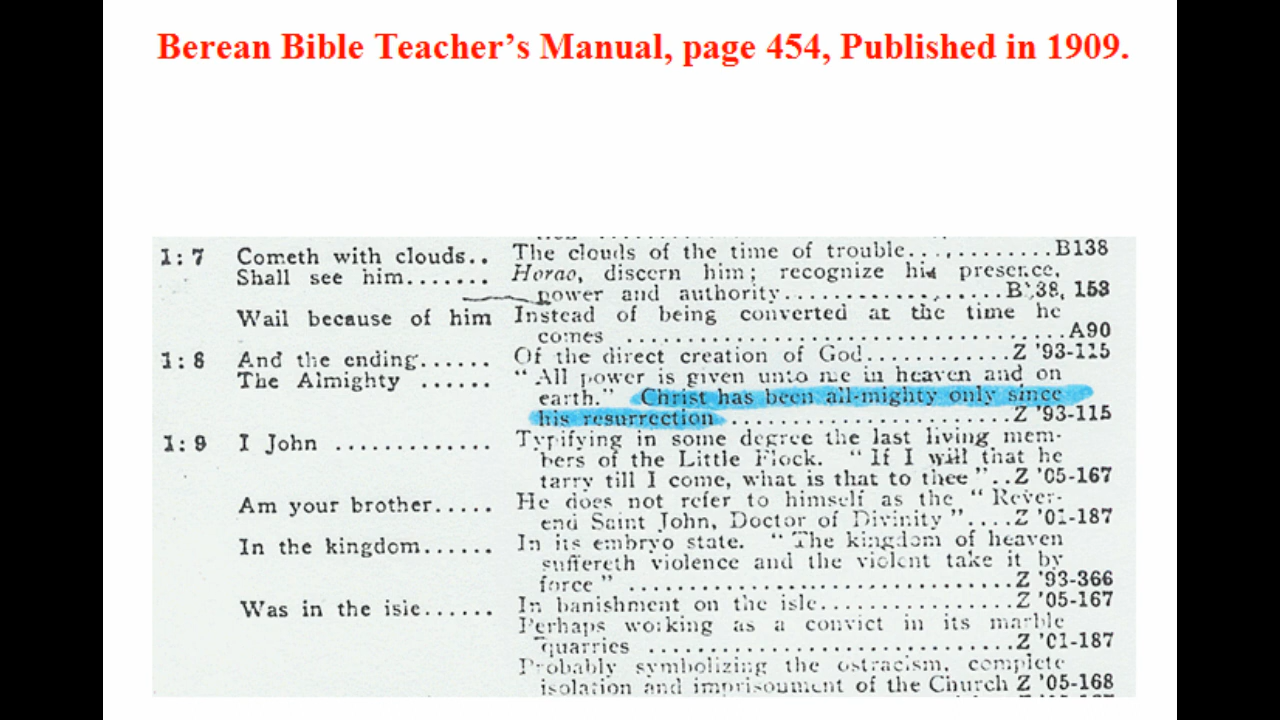 Berean Bible Teacher's Manual, page 454, Published in 1909.
1:7 Cometh with clouds.. The clouds of the time of trouble..............B138
Shall see him....... Horao, discern him; recognize his presence,
power and authority....................B138, 153
Wail because of him Instead of being converted at the time he
comes ....................................A90
1:8 And the ending...... Of the direct creation of God............Z '93-115
The Almighty ...... "All power is given unto me in heaven and on
earth." Christ has been all-mighty only since
his resurrection ........................Z '93-115
1:9 I John ............. Typifying in some degree the last living mem-
bers of the Little Flock. "If I will that he
tarry till I come, what is that to thee"..Z '05-167
Am your brother..... He does not refer to himself as the "Rever-
end Saint John, Doctor of Divinity"....Z '01-187
In the kingdom...... In its embryo state. "The kingdom of heaven
suffereth violence and the violent take it by
force" .................................Z '93-366
Was in the isle...... In banishment on the isle.................Z '05-167
Perhaps working as a convict in its marble
quarries ...............................Z '01-187
Probably symbolizing the ostracism, complete
isolation and imprisonment of the Church Z '05-168